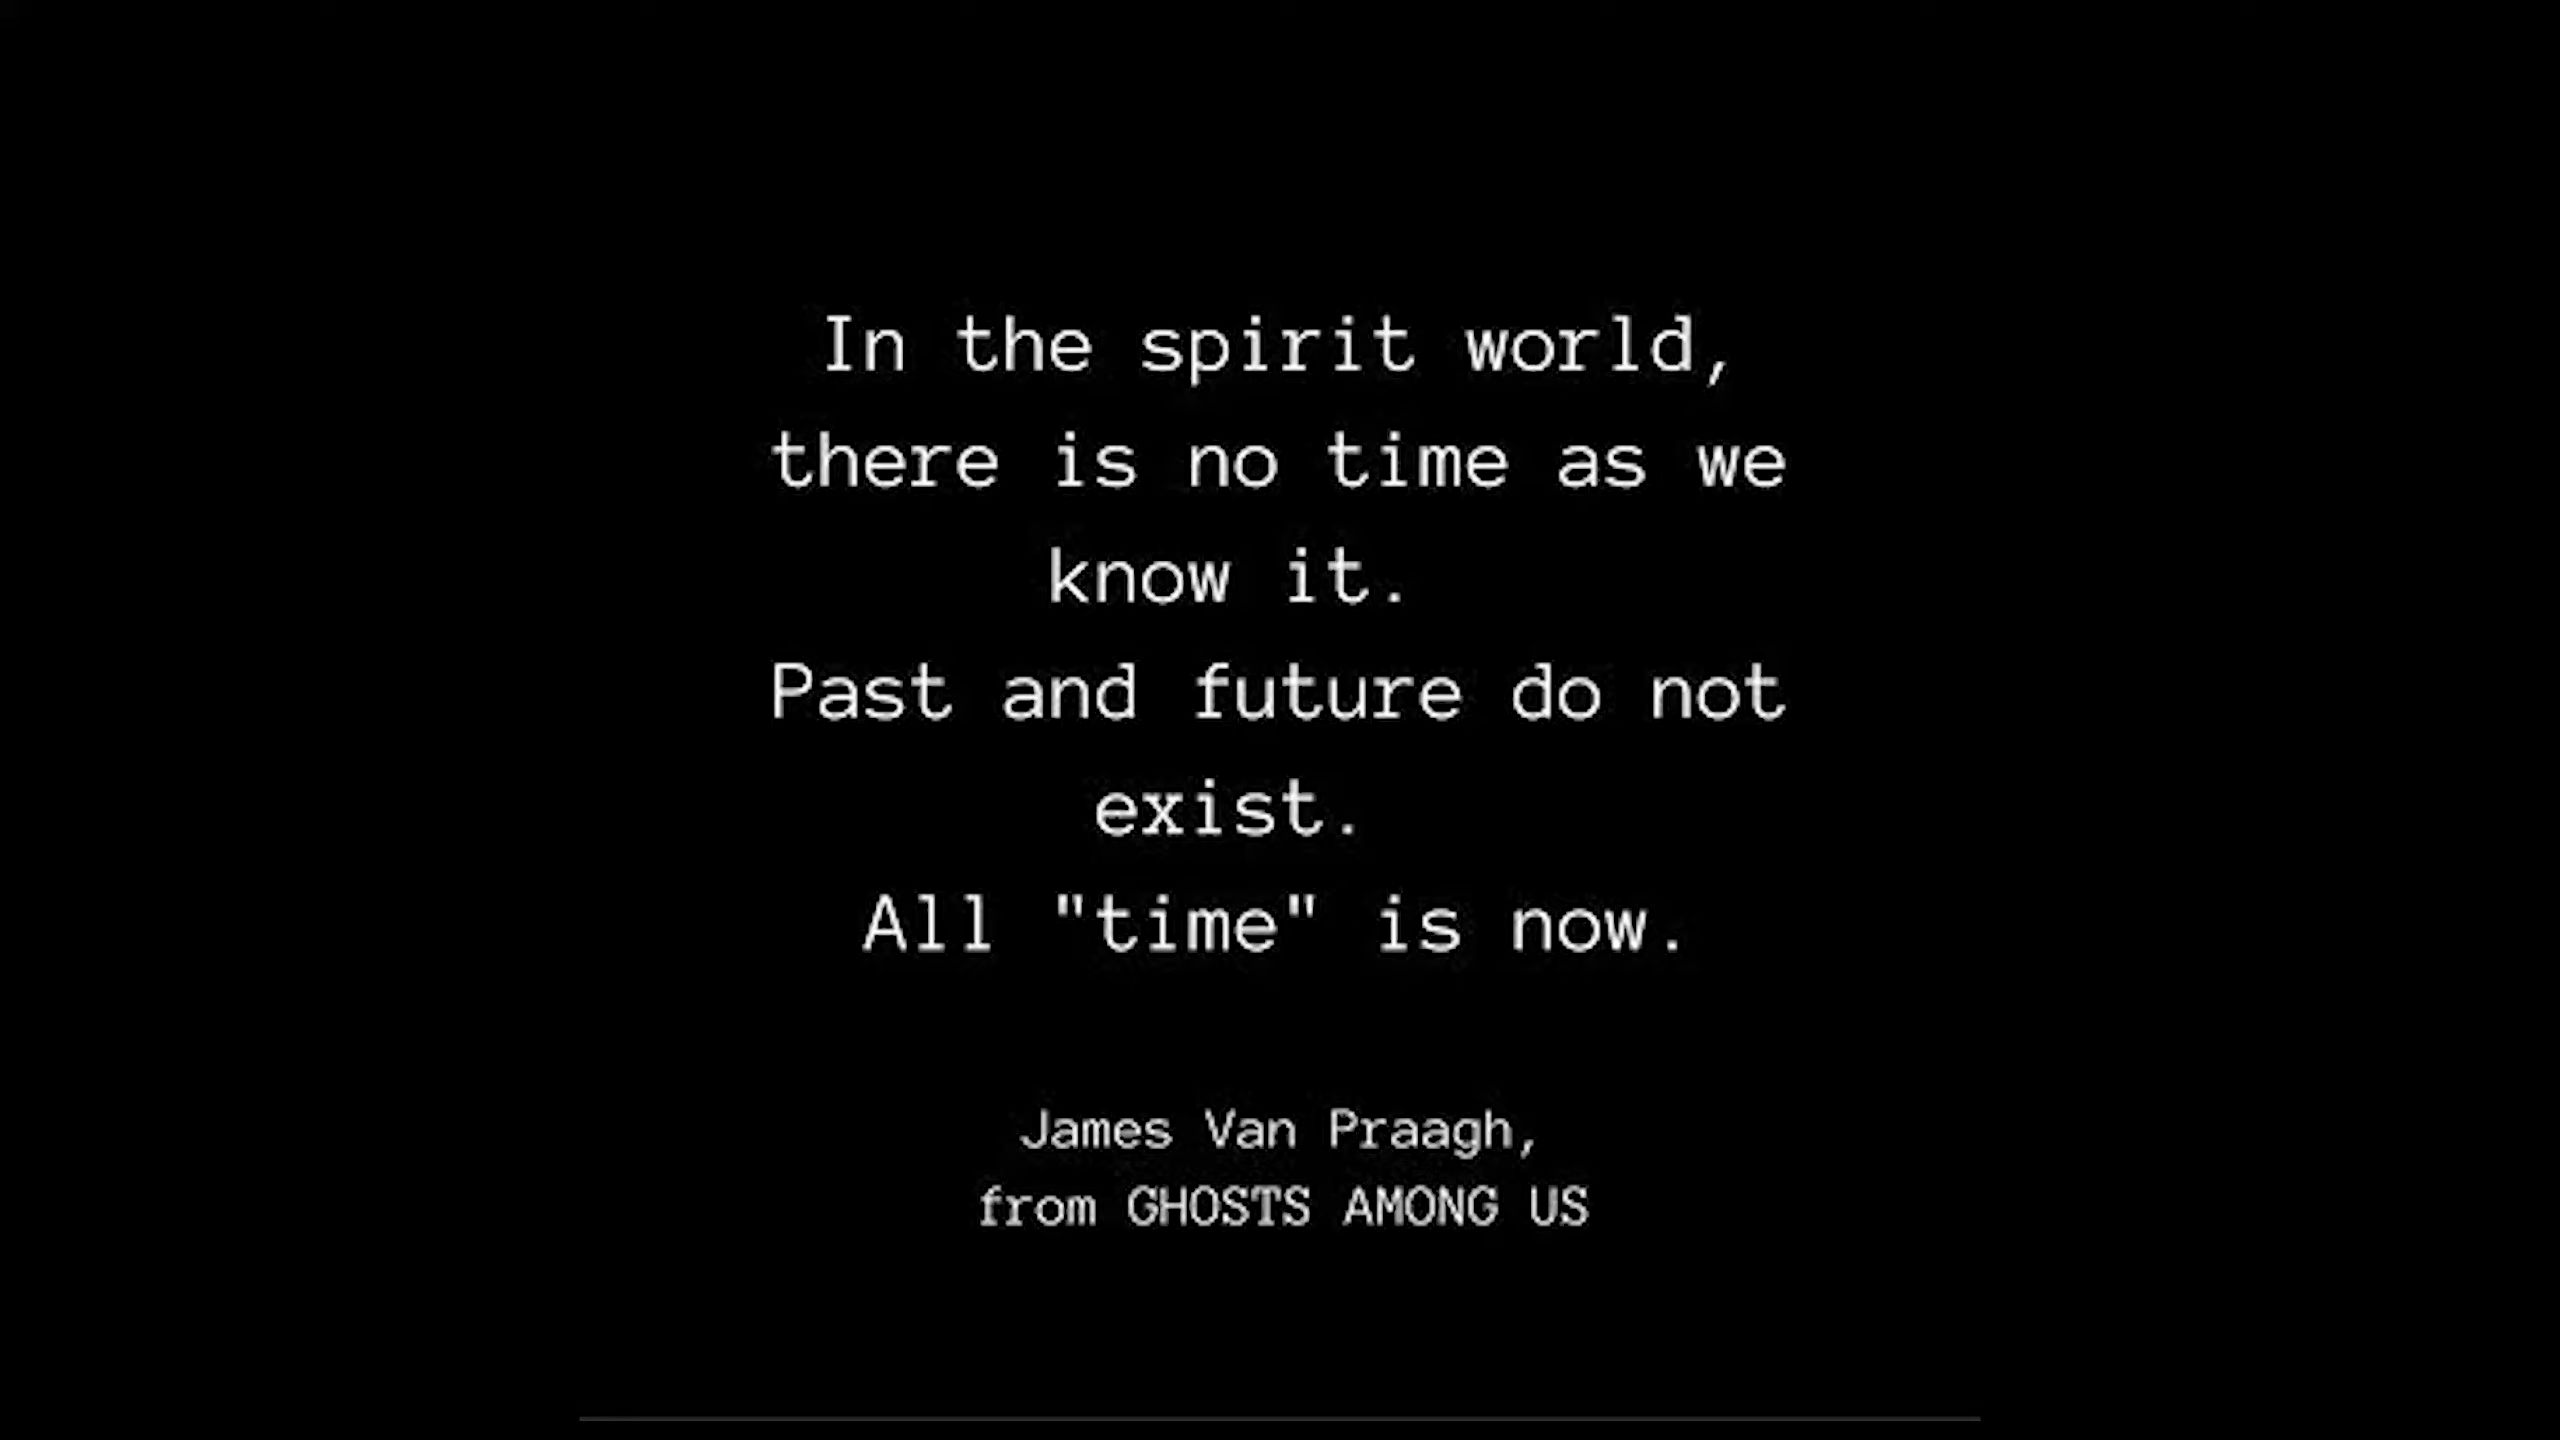 In the spirit world,
there is no time as we
know it.
Past and future do not
exist.
All "time" is now.
James Van Praagh,
from GHOSTS AMONG US